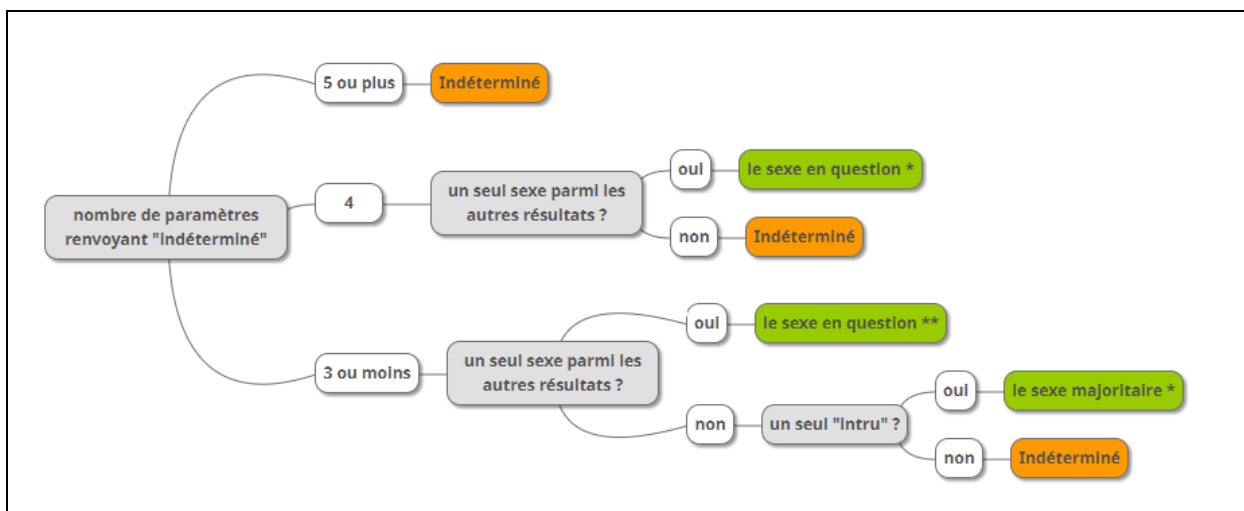 5 ou plus
Indéterminé
nombre de paramètres
renvoyant "indéterminé"
4
un seul sexe parmi les
autres résultats ?
oui
le sexe en question *
non
Indéterminé
3 ou moins
un seul sexe parmi les
autres résultats ?
oui
le sexe en question **
non
un seul "intru" ?
oui
le sexe majoritaire *
non
Indéterminé